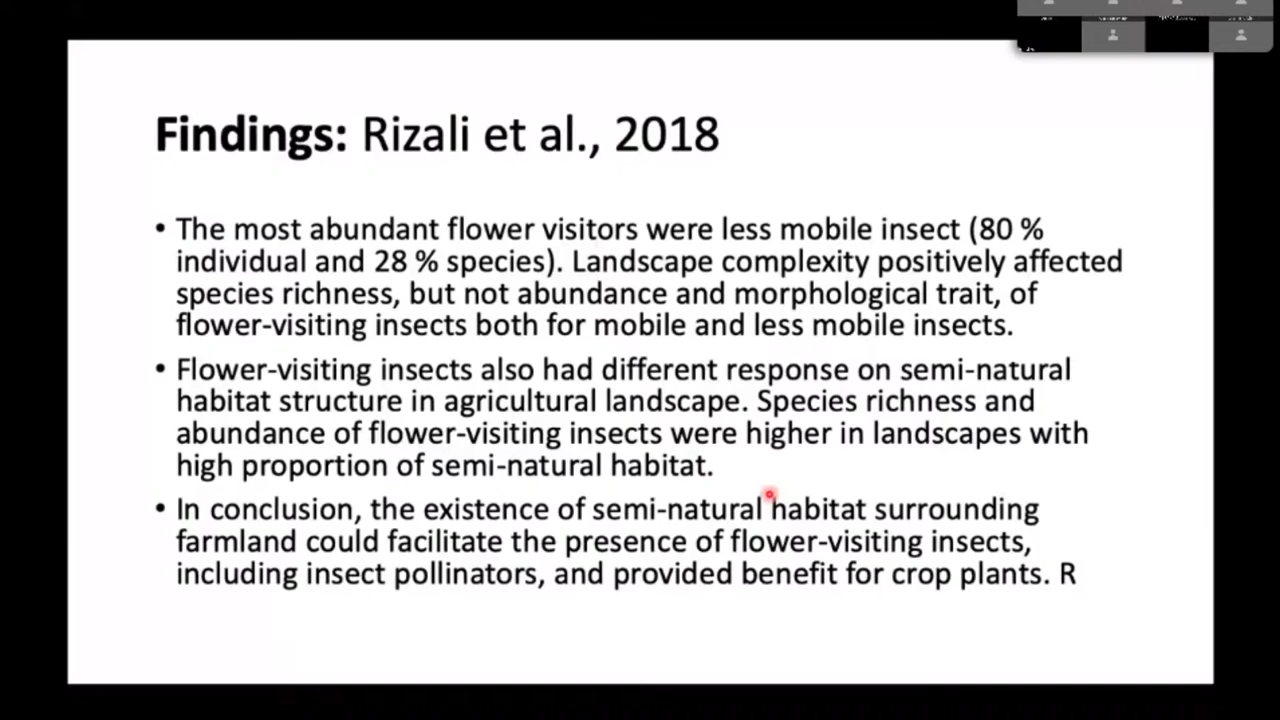 Findings: Rizali et al., 2018
• The most abundant flower visitors were less mobile insect (80 %
individual and 28 % species). Landscape complexity positively affected
species richness, but not abundance and morphological trait, of
flower-visiting insects both for mobile and less mobile insects.
• Flower-visiting insects also had different response on semi-natural
habitat structure in agricultural landscape. Species richness and
abundance of flower-visiting insects were higher in landscapes with
high proportion of semi-natural habitat.
• In conclusion, the existence of semi-natural habitat surrounding
farmland could facilitate the presence of flower-visiting insects,
including insect pollinators, and provided benefit for crop plants. R